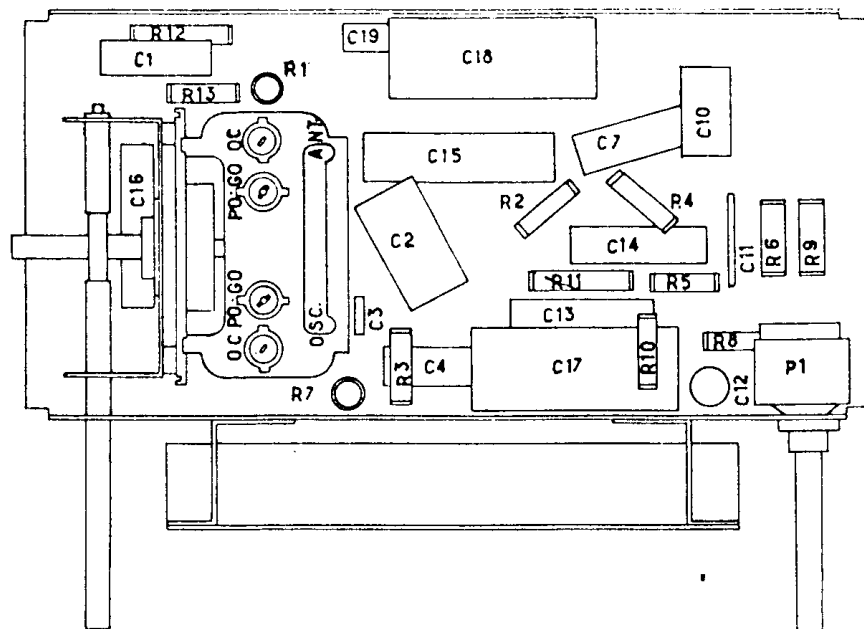 R12
C1
C19
C18
R1
R13
C10
C7
OC
ANT
C15
C16
PO-GO
R2
R4
C2
C14
C11
R6
R9
R11
R5
PO-GO
OSC.
C3
C13
OC
R3
C4
C17
R10
R8
P1
R7
C12